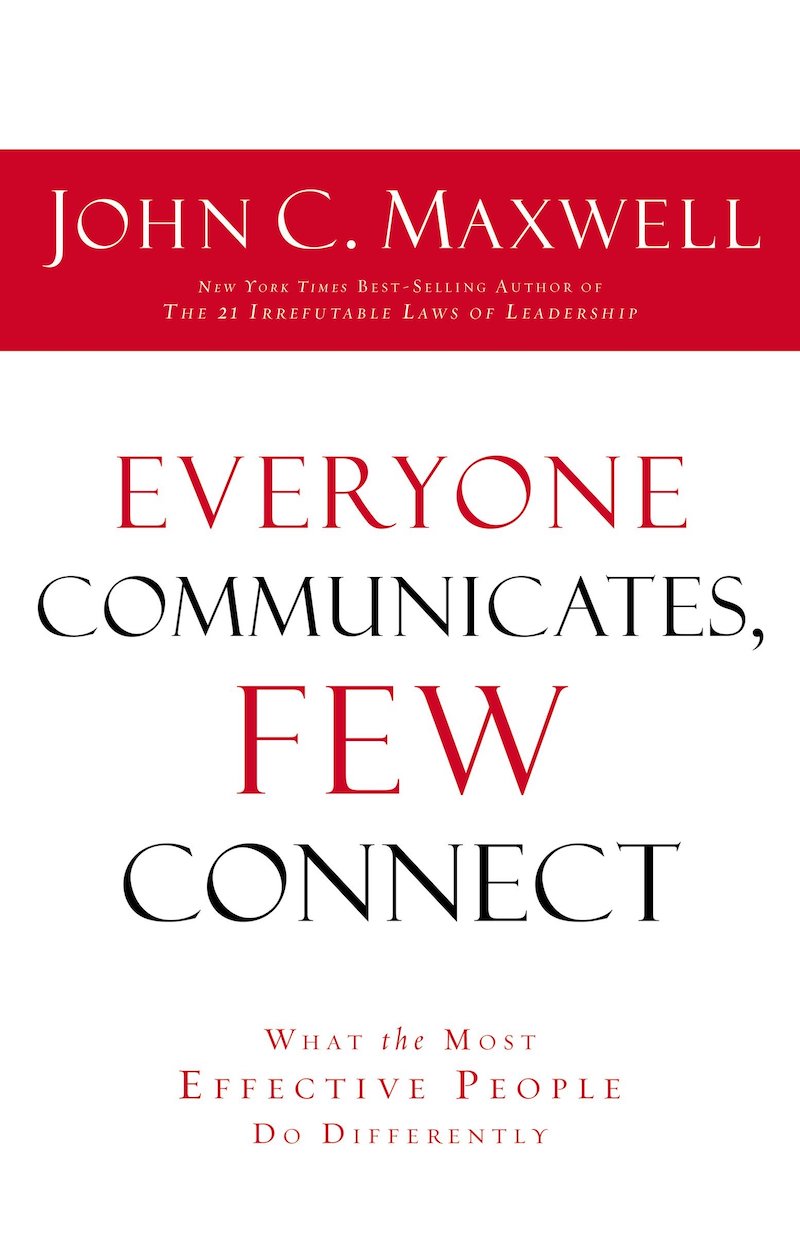 JOHN C. MAXWELL
NEW YORK TIMES BEST-SELLING AUTHOR OF
THE 21 IRREFUTABLE LAWS OF LEADERSHIP
EVERYONE
COMMUNICATES,
FEW
CONNECT
WHAT the MOST
EFFECTIVE PEOPLE
DO DIFFERENTLY